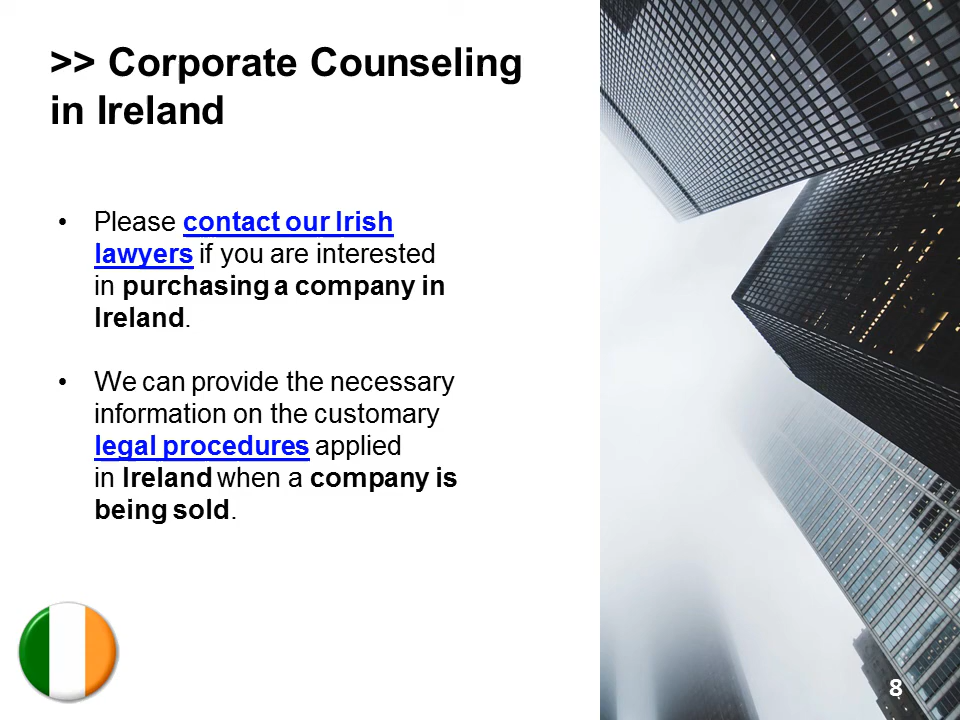 >> Corporate Counseling
in Ireland
• Please contact our Irish
lawyers if you are interested
in purchasing a company in
Ireland.
• We can provide the necessary
information on the customary
legal procedures applied
in Ireland when a company is
being sold.
8